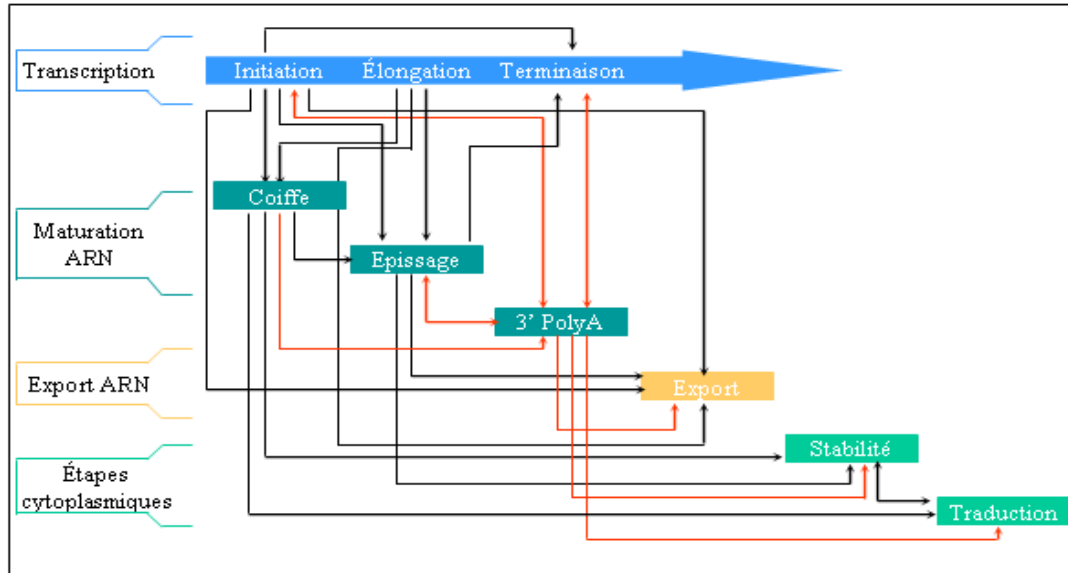 Transcription
Initiation
Élongation
Terminaison
Coiffe
Maturation
ARN
Epissage
3’ PolyA
Export ARN
Export
Stabilité
Étapes
cytoplasmiques
Traduction